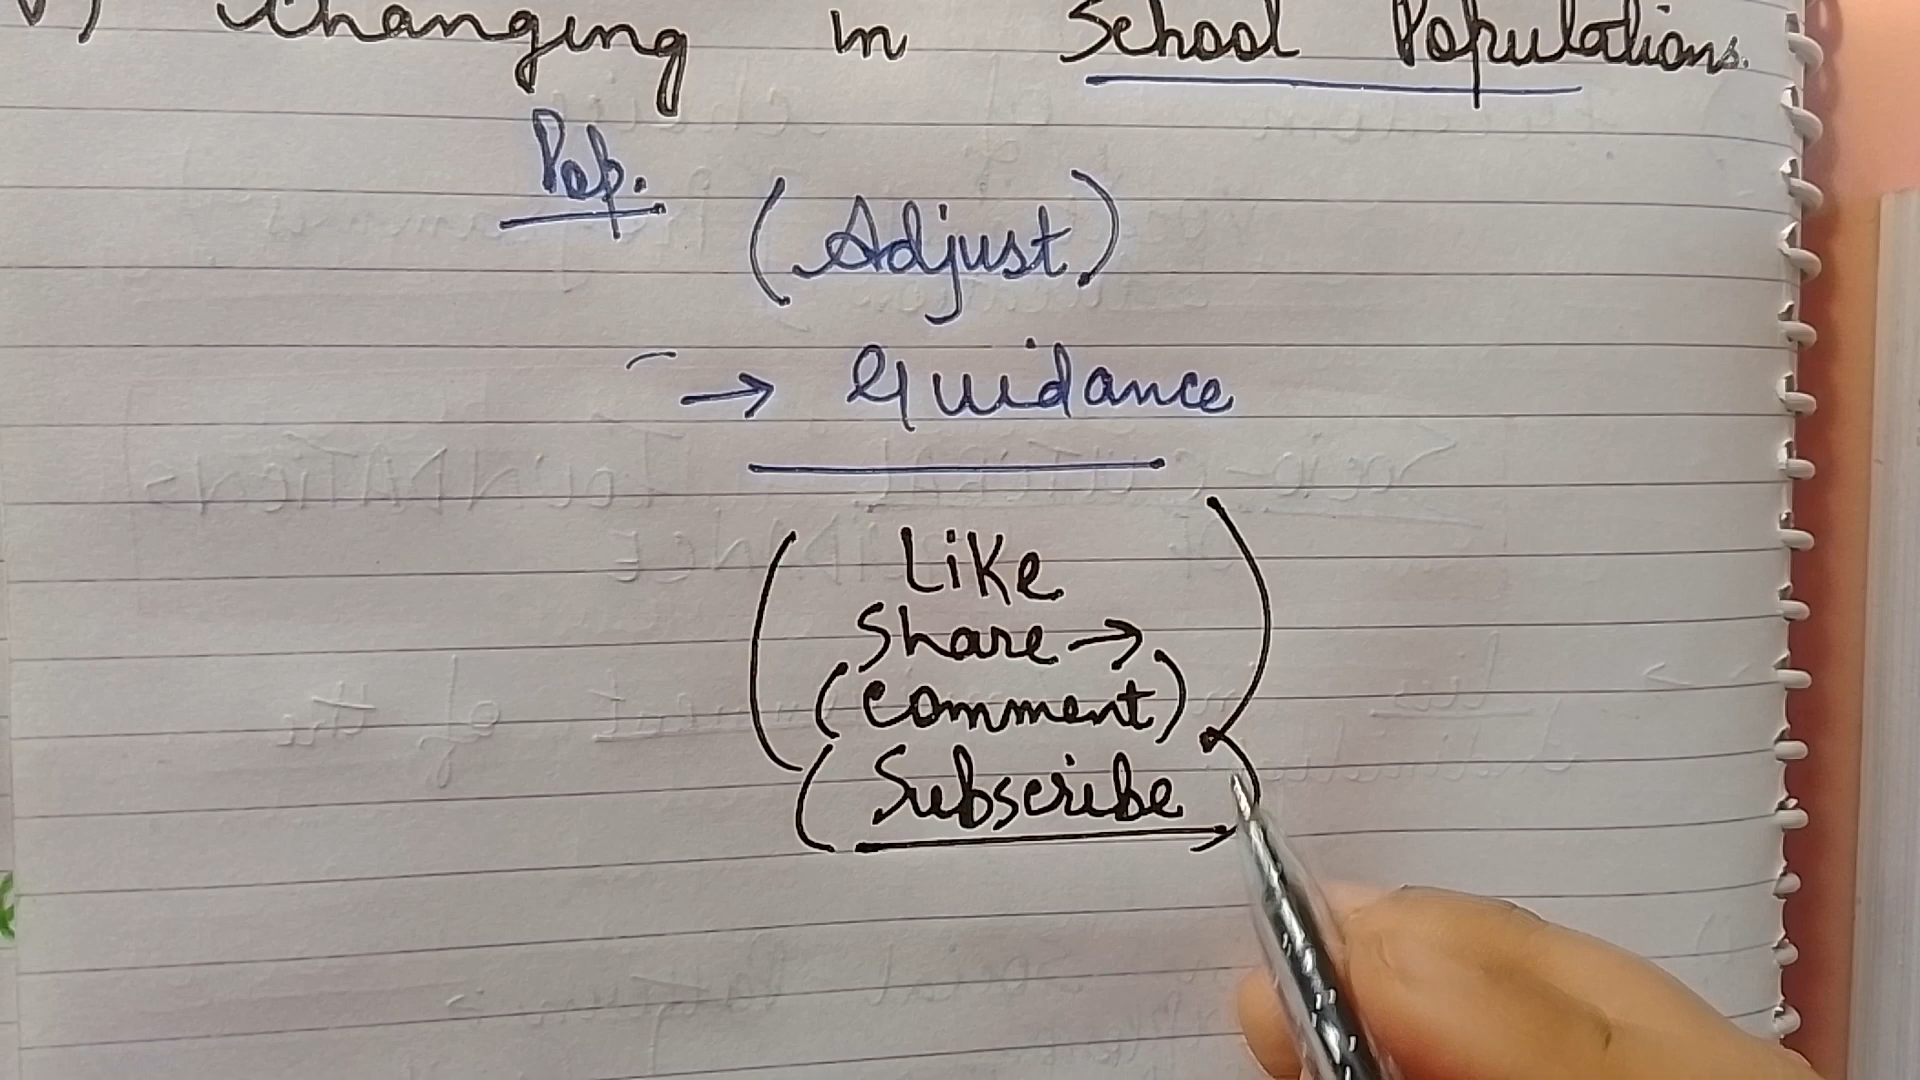 v) Changing in School Populations.
Pop.
(Adjust)
→ Guidance
Like
Share →
(Comment)
(Subscribe)